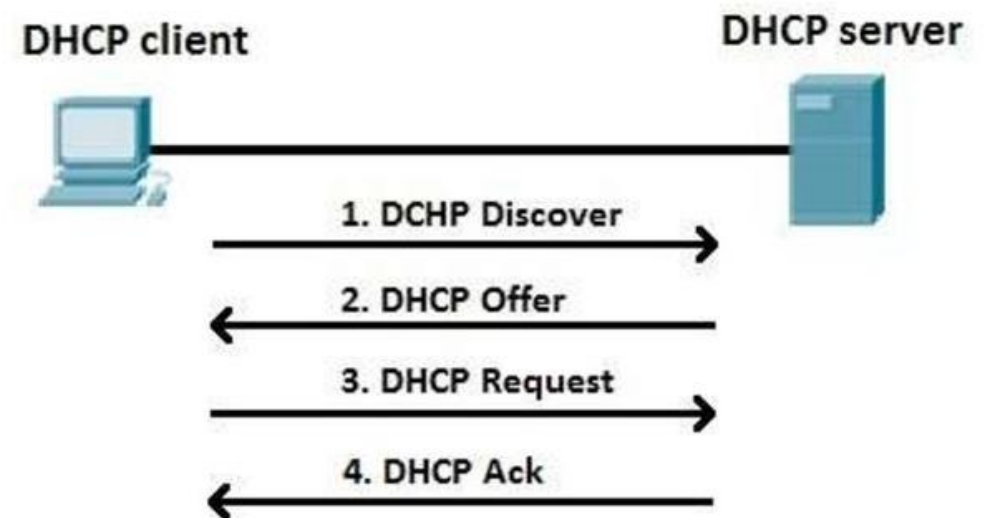 DHCP client
DHCP server
1. DCHP Discover
2. DHCP Offer
3. DHCP Request
4. DHCP Ack